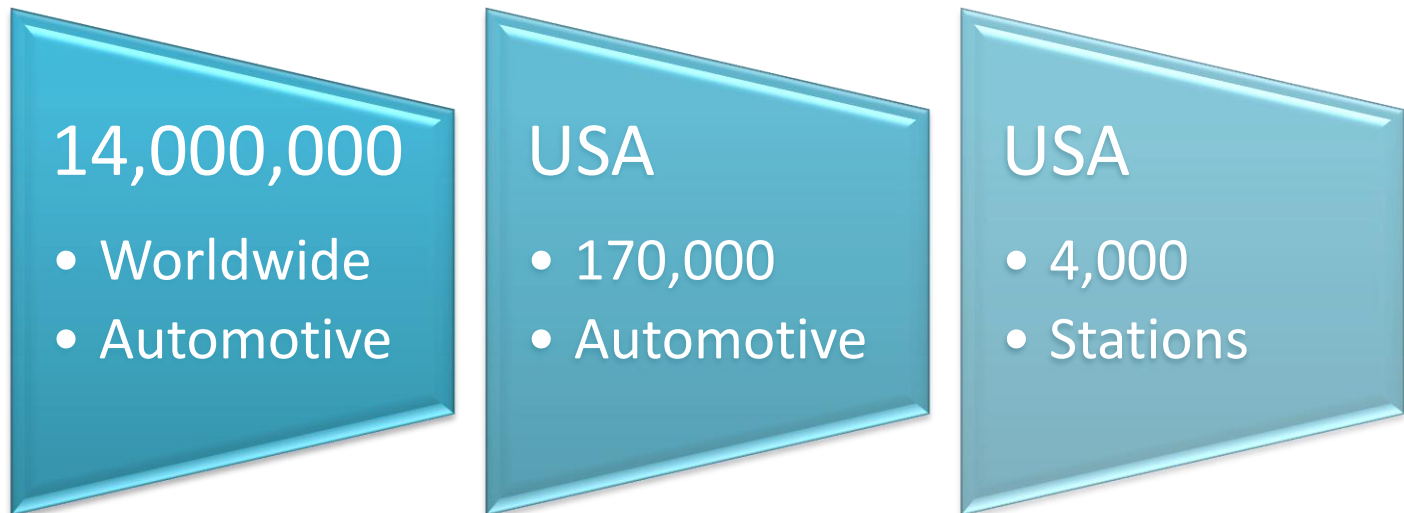 14,000,000
• Worldwide
• Automotive
USA
• 170,000
• Automotive
USA
• 4,000
• Stations